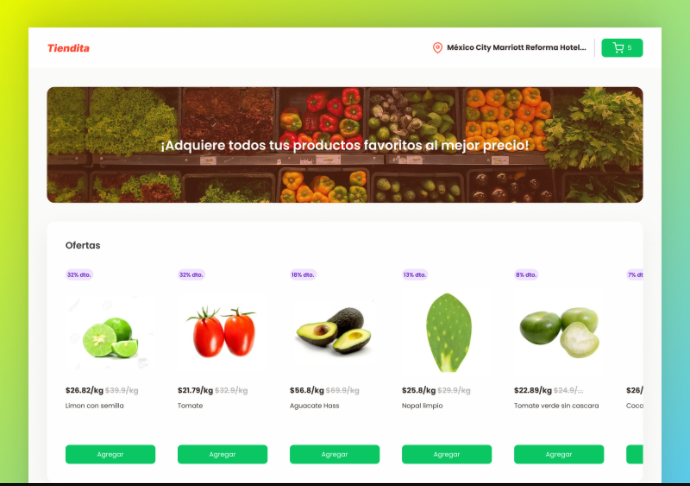 Tiendita
México City Marriott Reforma Hotel...
5
¡Adquiere todos tus productos favoritos al mejor precio!
Ofertas
32% dto.
32% dto.
18% dto.
13% dto.
8% dto.
7% dt
$26.82/kg $39.9/kg
$21.79/kg $32.9/kg
$56.8/kg $69.9/kg
$25.8/kg $29.9/kg
$22.89/kg $24.9/...
$26/
Limon con semilla
Tomate
Aguacate Hass
Nopal limpio
Tomate verde sin cascara
Coco
Agregar
Agregar
Agregar
Agregar
Agregar